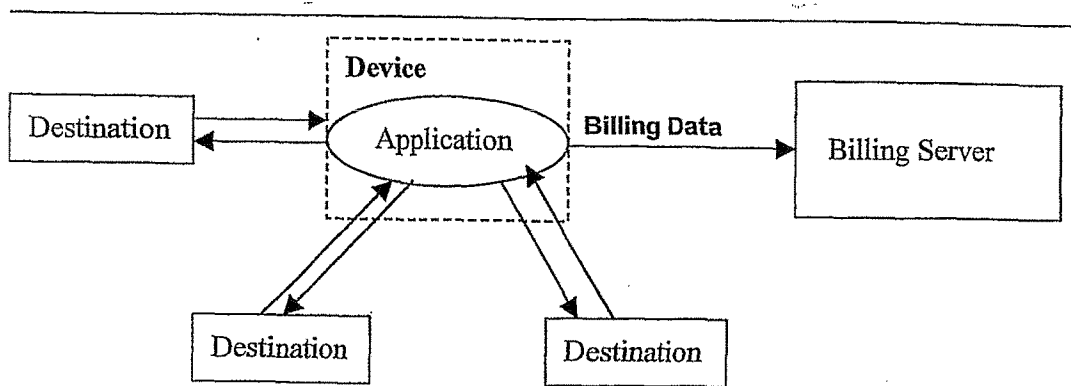 Device
Destination
Application
Billing Data
Billing Server
Destination
Destination